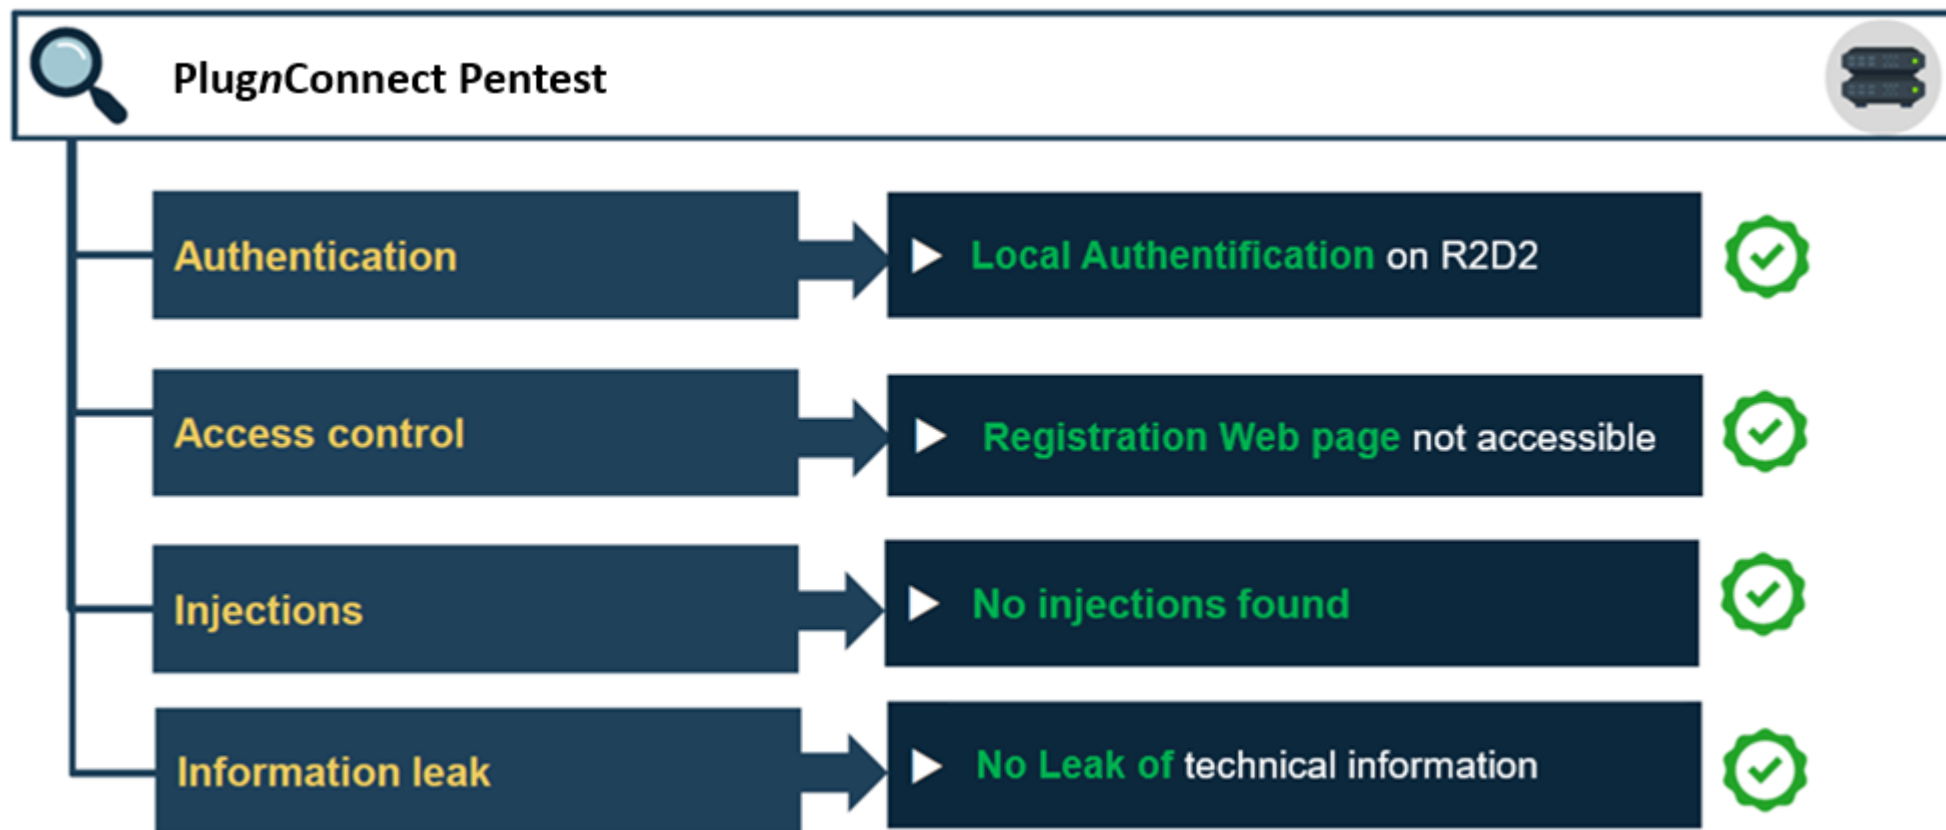 PlugnConnect Pentest
Authentication
Local Authentification on R2D2
Access control
Registration Web page not accessible
Injections
No injections found
Information leak
No Leak of technical information